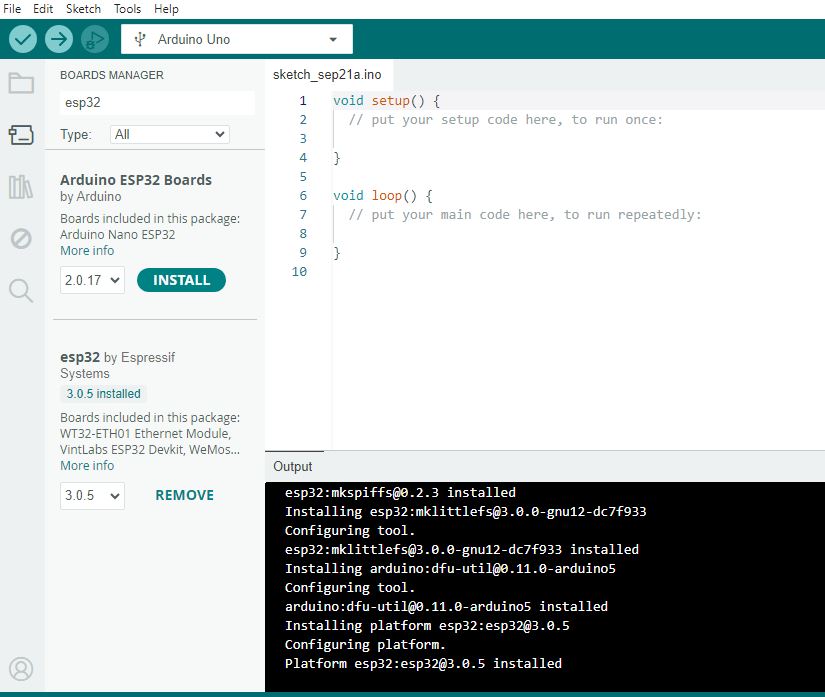 File Edit Sketch Tools Help
Arduino Uno
BOARDS MANAGER
esp32
Type: All
Arduino ESP32 Boards
by Arduino
Boards included in this package:
Arduino Nano ESP32
More info
2.0.17 INSTALL
esp32 by Espressif
Systems
3.0.5 installed
Boards included in this package:
WT32-ETH01 Ethernet Module,
VintLabs ESP32 Devkit, WeMos...
More info
3.0.5 REMOVE
sketch_sep21a.ino
1 void setup() {
2 // put your setup code here, to run once:
3
4 }
5
6 void loop() {
7 // put your main code here, to run repeatedly:
8
9 }
10
Output
esp32:mkspiffs@0.2.3 installed
Installing esp32:mklittlefs@3.0.0-gnu12-dc7f933
Configuring tool.
esp32:mklittlefs@3.0.0-gnu12-dc7f933 installed
Installing arduino:dfu-util@0.11.0-arduino5
Configuring tool.
arduino:dfu-util@0.11.0-arduino5 installed
Installing platform esp32:esp32@3.0.5
Configuring platform.
Platform esp32:esp32@3.0.5 installed